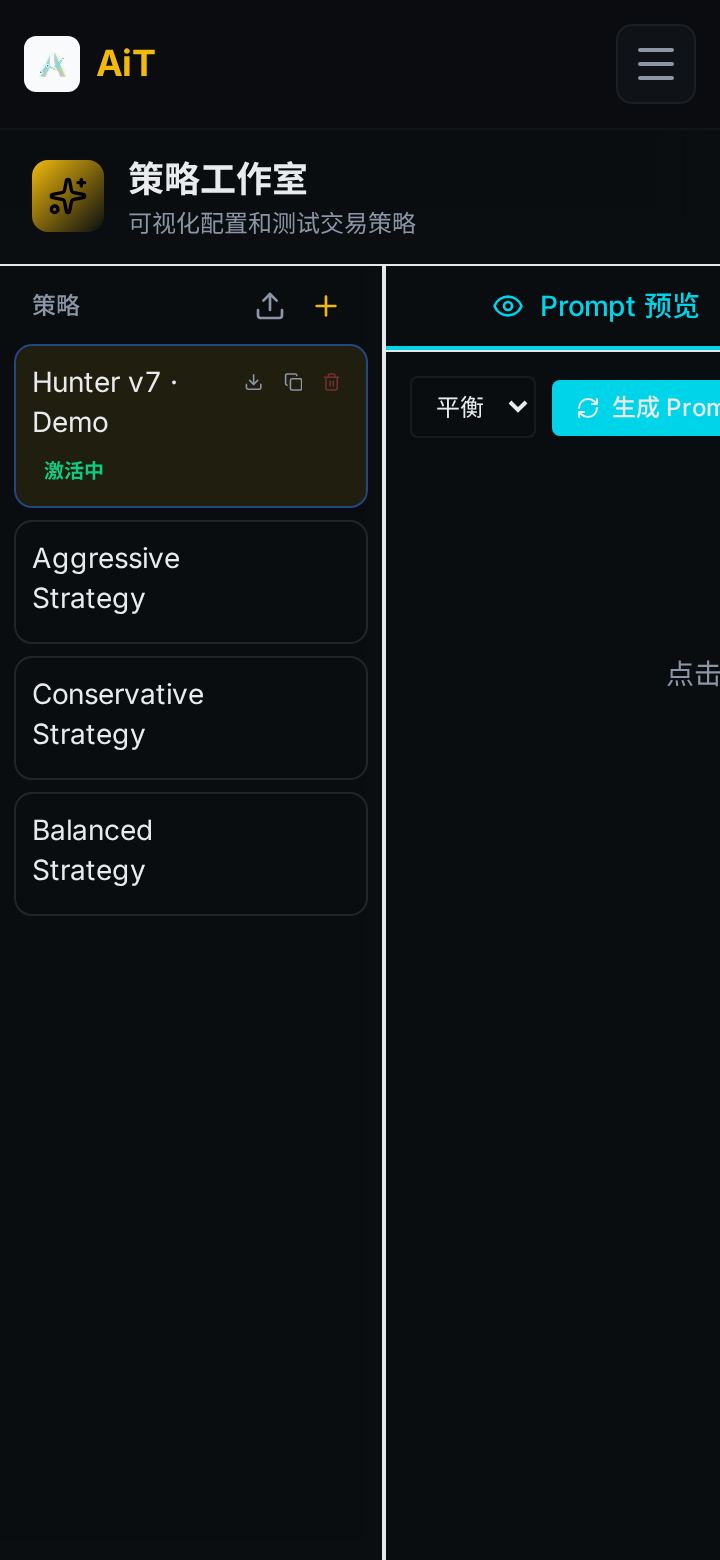 AiT
策略工作室
可视化配置和测试交易策略
策略
Hunter v7 ·
Demo
激活中
Aggressive
Strategy
Conservative
Strategy
Balanced
Strategy
Prompt 预览
平衡
生成 Prom
点击